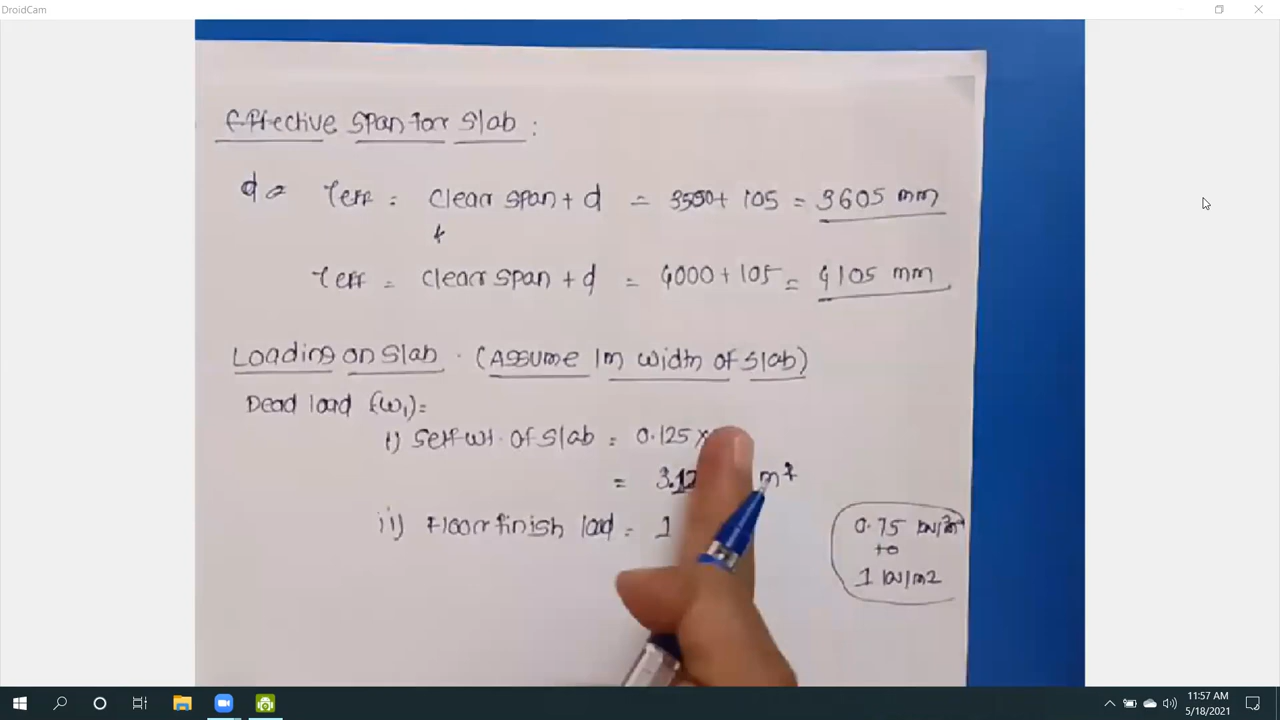 DroidCam
Effective span for slab :
d = leff = clear span + d = 3500 + 105 = 3605 mm
&
leff = clear span + d = 4000 + 105 = 4105 mm
Loading on slab . (Assume 1m width of slab)
Dead load (w1) =
i) Self wt. of slab = 0.125 x
= 3.12 m²
ii) Floor finish load = 1
0.75 kN/m²
to
1 kN/m2
11:57 AM
5/18/2021